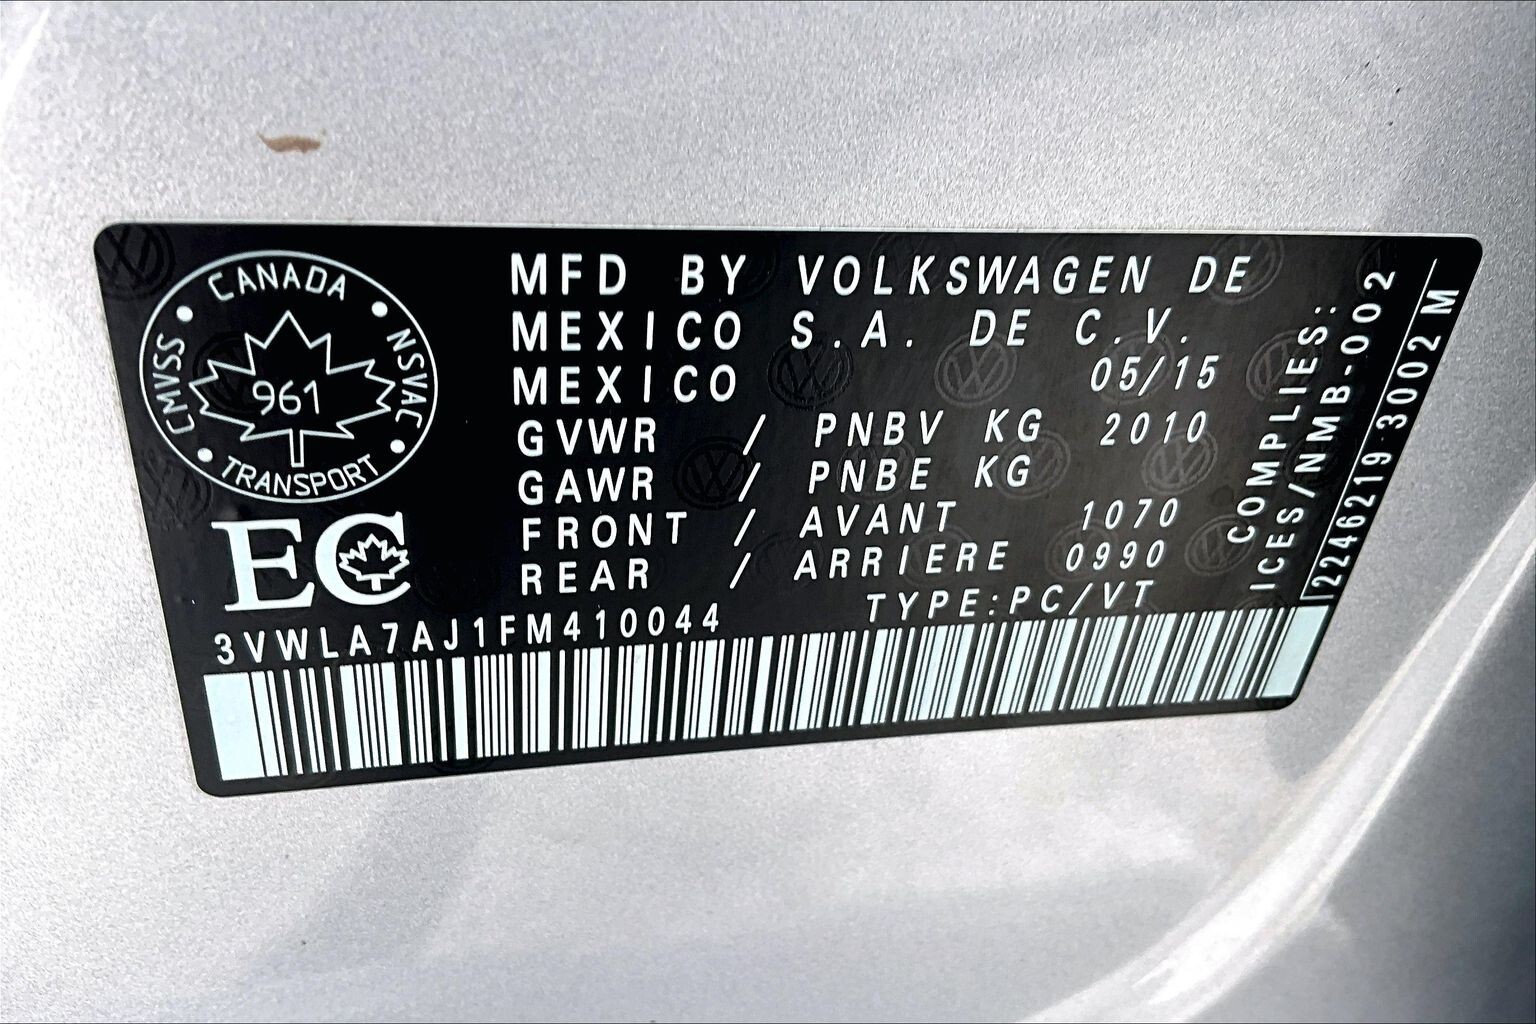 CANADA
NSVAC
TRANSPORT
CMVSS
961
EC
MFD BY VOLKSWAGEN DE
MEXICO S.A. DE C.V.
MEXICO 05/15
GVWR / PNBV KG 2010
GAWR / PNBE KG
FRONT / AVANT 1070
REAR / ARRIERE 0990
3VWLA7AJ1FM410044 TYPE:PC/VT
COMPLIES:
ICES/NMB-002
2246219 3002 M